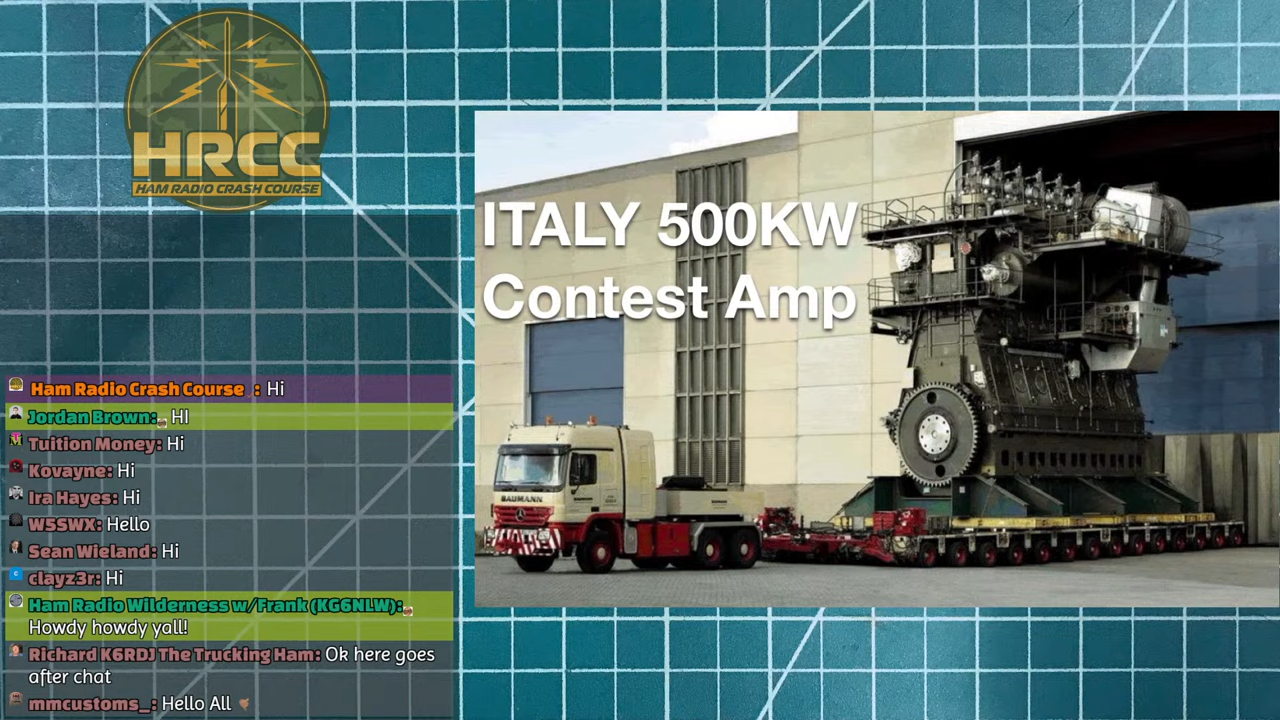 HRCC
HAM RADIO CRASH COURSE
ITALY 500KW
Contest Amp
BAUMANN
Ham Radio Crash Course : Hi
Jordan Brown: HI
Tuition Money: Hi
Kovayne: Hi
Ira Hayes: Hi
W5SWX: Hello
Sean Wieland: Hi
clayz3r: Hi
Ham Radio Wilderness w/Frank (KG6NLW):
Howdy howdy yall!
Richard K6RDJ The Trucking Ham: Ok here goes
after chat
mmcustoms_: Hello All